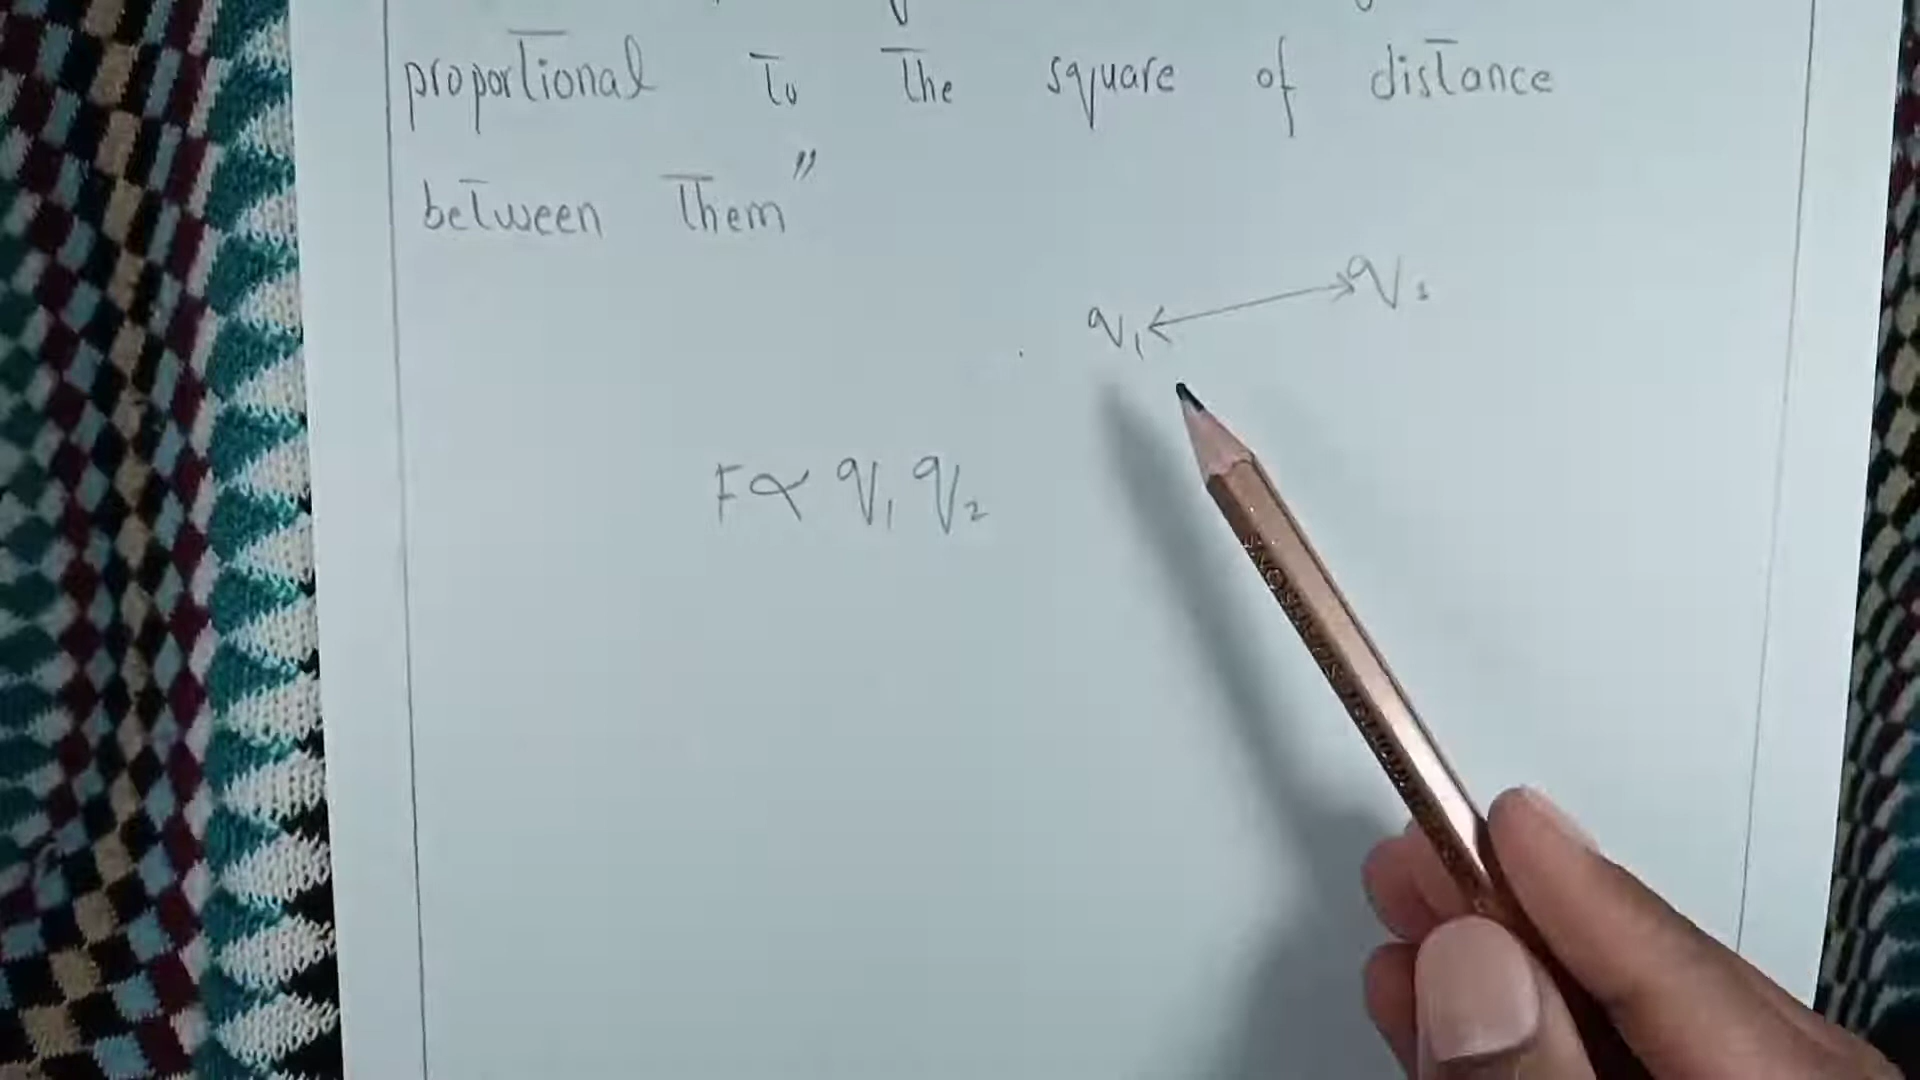 proportional to the square of distance
between them"
q₁ q₂
F ∝ q₁ q₂